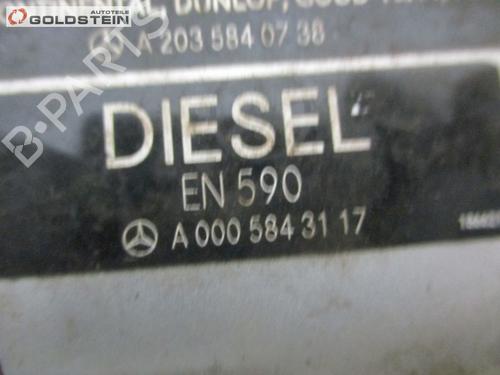 GOLDSTEIN
AUTOTEILE
DUNLOP,
A 203 584 07 38
B-PARTS
DIESEL
EN 590
A 000 584 31 17